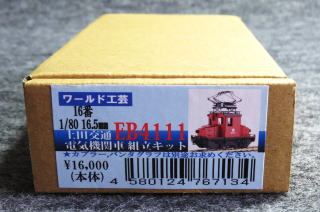 ワールド工芸
16番
1/80 16.5mm
上田交通 EB4111
電気機関車 組立キット
★カプラー、パンタグラフは別途お求めください。
¥16,000
(本体)
4 580124 767134